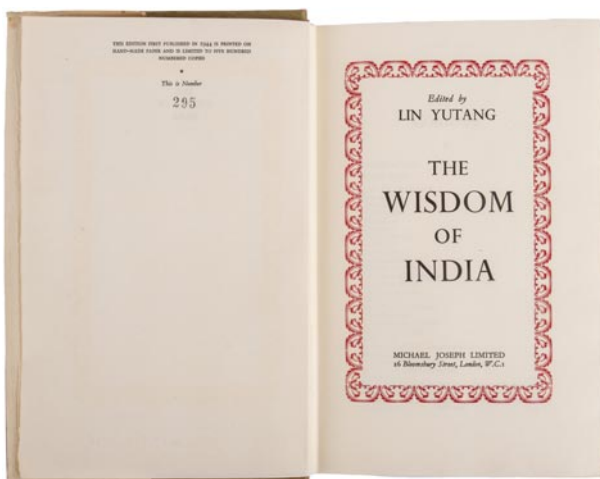 THIS EDITION FIRST PUBLISHED IN 1944 IS PRINTED ON
HAND-MADE PAPER AND IS LIMITED TO FIVE HUNDRED
NUMBERED COPIES
This is Number
295
Edited by
LIN YUTANG
THE
WISDOM
OF
INDIA
MICHAEL JOSEPH LIMITED
26 Bloomsbury Street, London, W.C.1